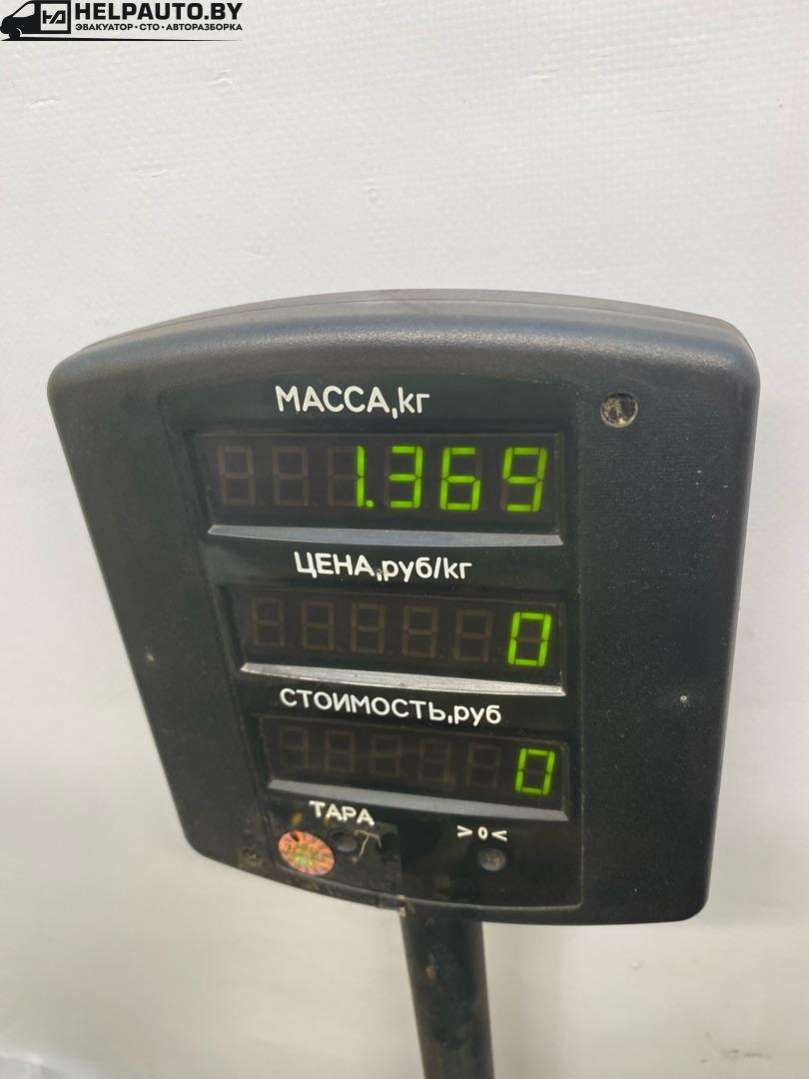 HELPAUTO.BY
ЭВАКУАТОР • СТО • АВТОРАЗБОРКА
МАССА,кг
1.369
ЦЕНА,руб/кг
0
СТОИМОСТЬ,руб
0
ТАРА
>0<